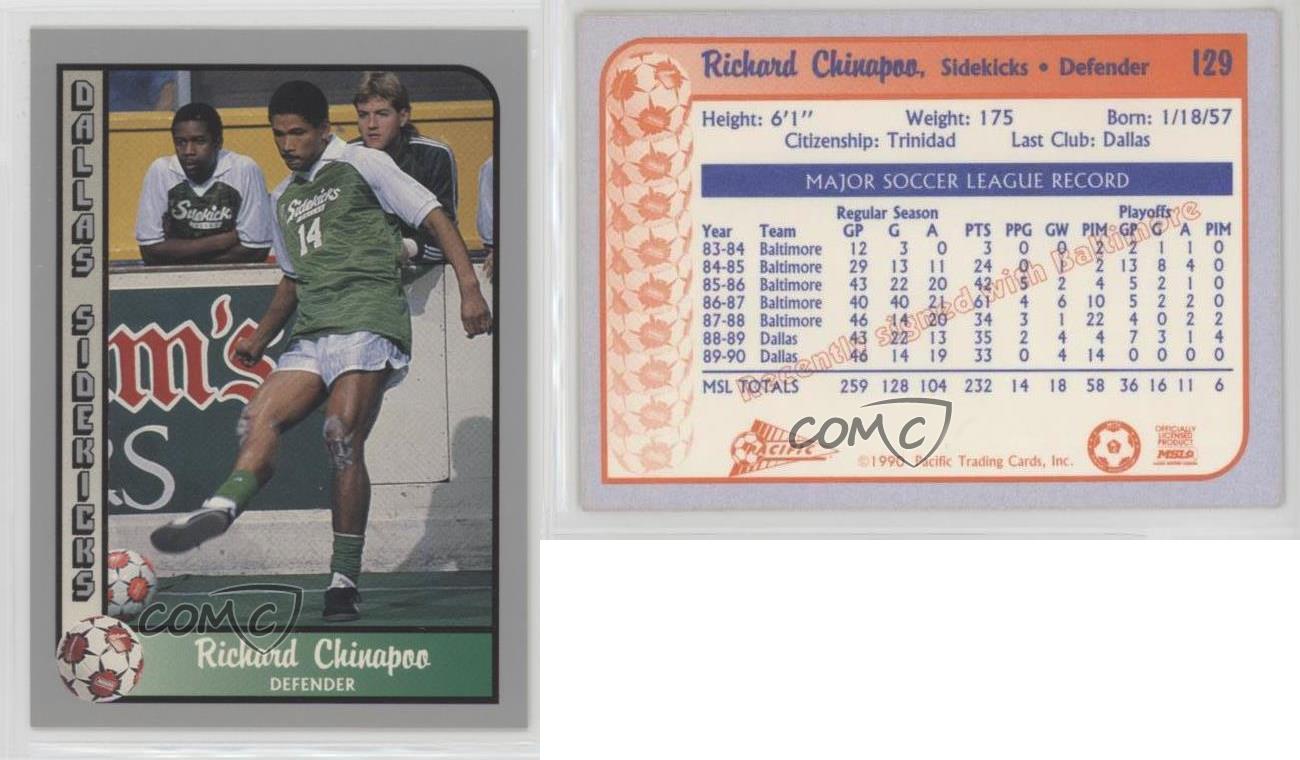 DALLAS SIDEKICKS
Sidekick
Sidekicks
DALLAS
14
m's
RS
COMC
Richard Chinapoo
DEFENDER
Richard Chinapoo, Sidekicks • Defender 129
Height: 6'1" Weight: 175 Born: 1/18/57
Citizenship: Trinidad Last Club: Dallas
MAJOR SOCCER LEAGUE RECORD
Regular Season Playoffs
Year Team GP G A PTS PPG GW PIM GP G A PIM
83-84 Baltimore 12 3 0 3 0 0 2 2 1 1 0
84-85 Baltimore 29 13 11 24 0 1 2 13 8 4 0
85-86 Baltimore 43 22 20 42 5 2 4 5 2 1 0
86-87 Baltimore 40 40 21 61 4 6 10 5 2 2 0
87-88 Baltimore 46 14 20 34 3 1 22 4 0 2 2
88-89 Dallas 43 22 13 35 2 4 4 7 3 1 4
89-90 Dallas 46 14 19 33 0 4 14 0 0 0 0
MSL TOTALS 259 128 104 232 14 18 58 36 16 11 6
Recently signed with Baltimore
COMC
PACIFIC
©1990 Pacific Trading Cards, Inc.
OFFICIALLY
LICENSED
PRODUCT
MSL